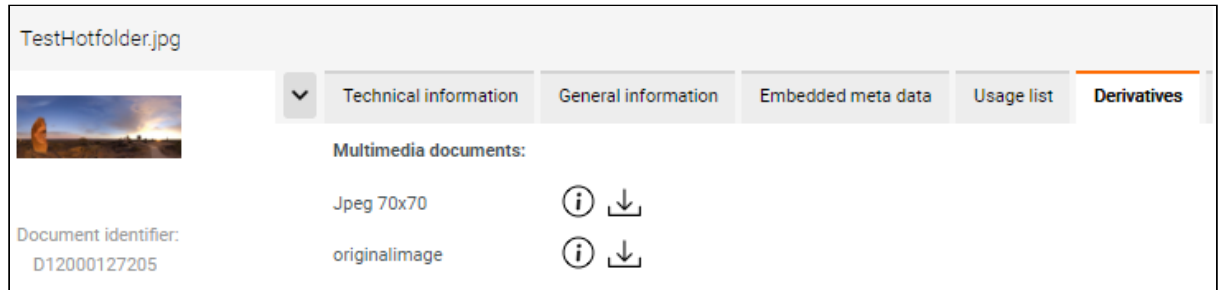 TestHotfolder.jpg
Technical information General information Embedded meta data Usage list Derivatives
Multimedia documents:
Jpeg 70x70
originalimage
Document identifier:
D12000127205